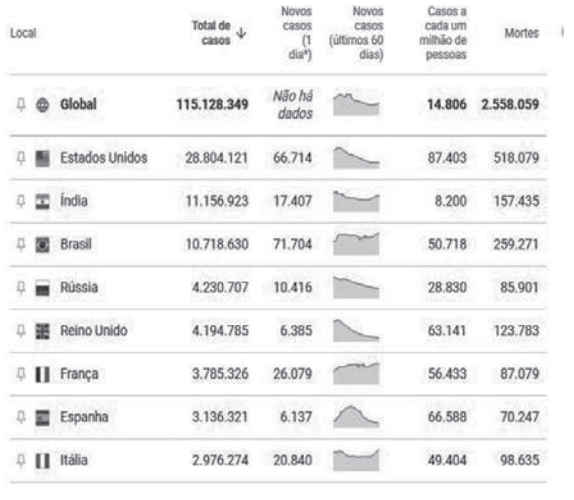 Local Total de casos ↓ Novos casos (1 dia*) Novos casos (últimos 60 dias) Casos a cada um milhão de pessoas Mortes
Global 115.128.349 Não há dados 14.806 2.558.059
Estados Unidos 28.804.121 66.714 87.403 518.079
Índia 11.156.923 17.407 8.200 157.435
Brasil 10.718.630 71.704 50.718 259.271
Rússia 4.230.707 10.416 28.830 85.901
Reino Unido 4.194.785 6.385 63.141 123.783
França 3.785.326 26.079 56.433 87.079
Espanha 3.136.321 6.137 66.588 70.247
Itália 2.976.274 20.840 49.404 98.635